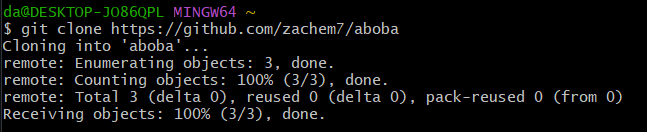 da@DESKTOP-JO86QPL MINGW64 ~
$ git clone https://github.com/zachem7/aboba
Cloning into 'aboba'...
remote: Enumerating objects: 3, done.
remote: Counting objects: 100% (3/3), done.
remote: Total 3 (delta 0), reused 0 (delta 0), pack-reused 0 (from 0)
Receiving objects: 100% (3/3), done.